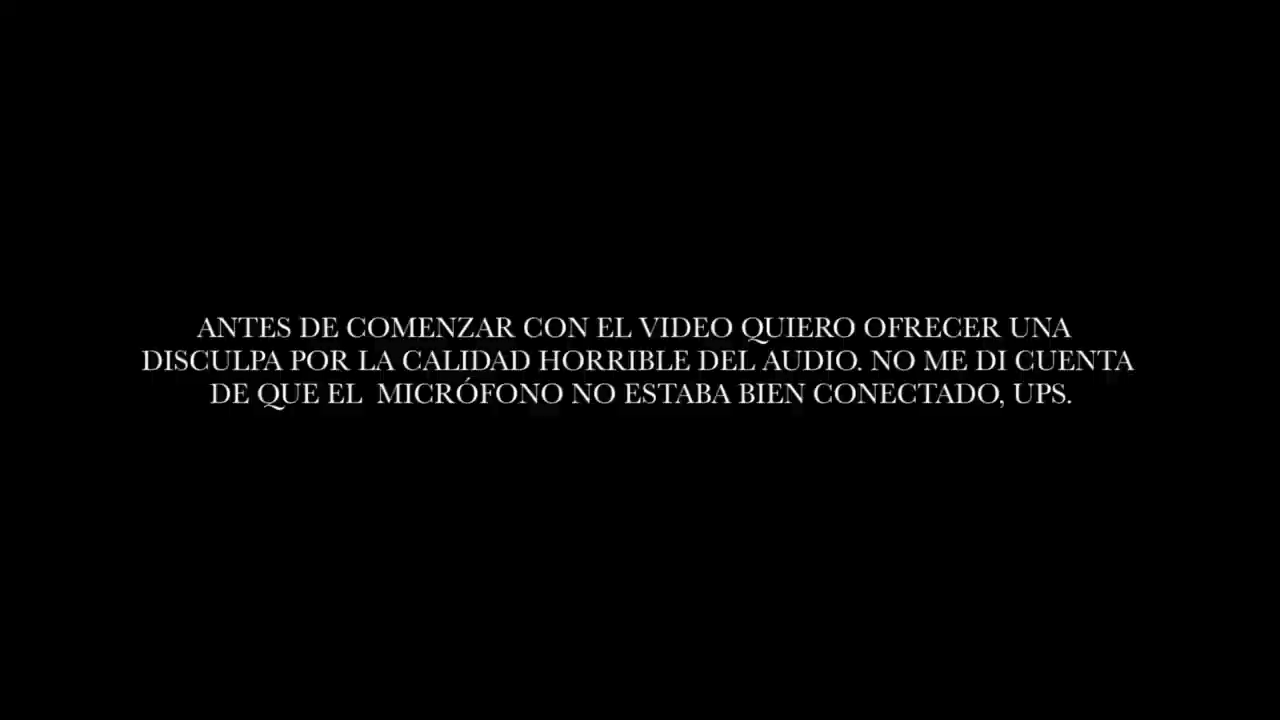 ANTES DE COMENZAR CON EL VIDEO QUIERO OFRECER UNA
DISCULPA POR LA CALIDAD HORRIBLE DEL AUDIO. NO ME DI CUENTA
DE QUE EL  MICRÓFONO NO ESTABA BIEN CONECTADO, UPS.